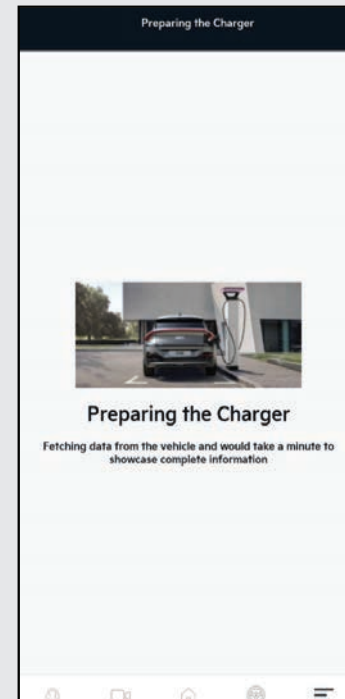 Preparing the Charger
Preparing the Charger
Fetching data from the vehicle and would take a minute to
showcase complete information